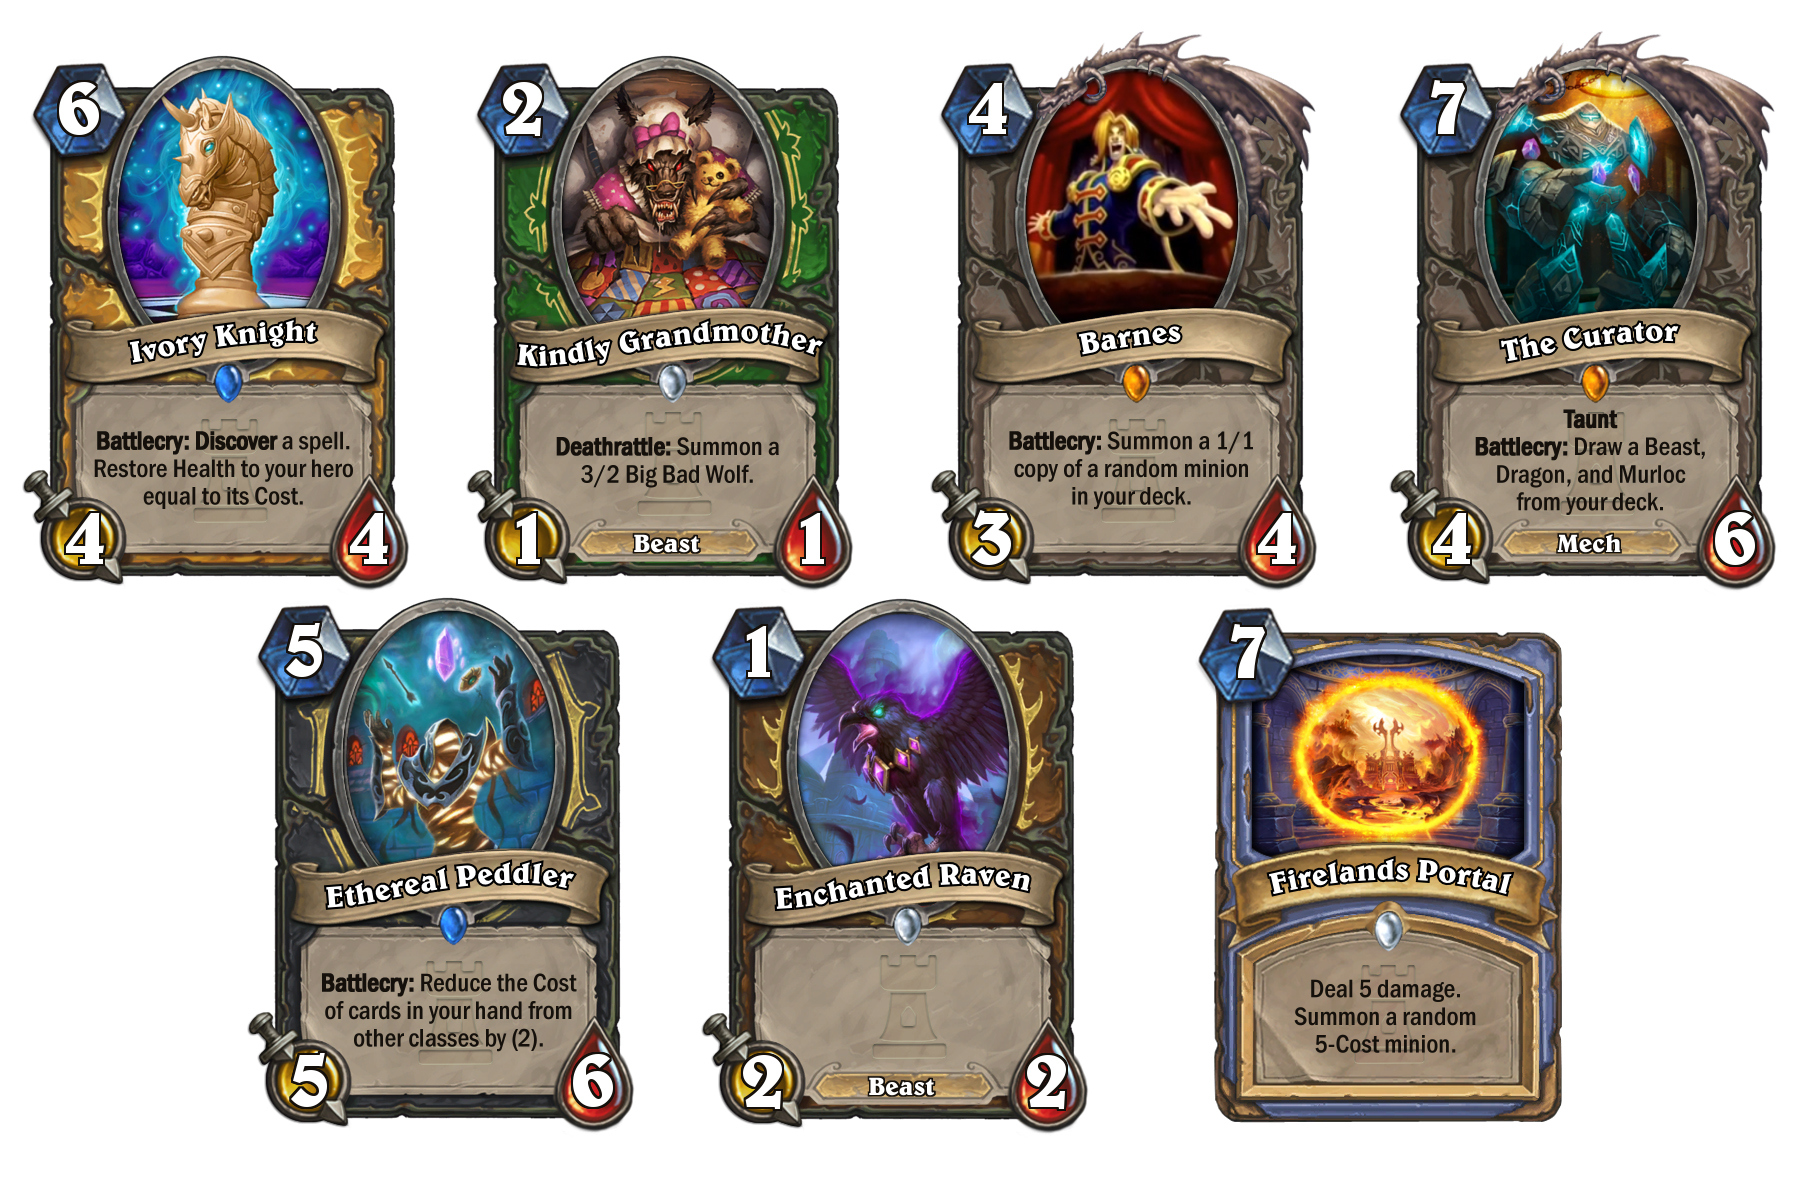 6
Ivory Knight
Battlecry: Discover a spell.
Restore Health to your hero
equal to its Cost.
4
4
2
Kindly Grandmother
Deathrattle: Summon a
3/2 Big Bad Wolf.
1
Beast
1
4
Barnes
Battlecry: Summon a 1/1
copy of a random minion
in your deck.
3
4
7
The Curator
Taunt
Battlecry: Draw a Beast,
Dragon, and Murloc
from your deck.
4
Mech
6
5
Ethereal Peddler
Battlecry: Reduce the Cost
of cards in your hand from
other classes by (2).
5
6
1
Enchanted Raven
2
Beast
2
7
Firelands Portal
Deal 5 damage.
Summon a random
5-Cost minion.